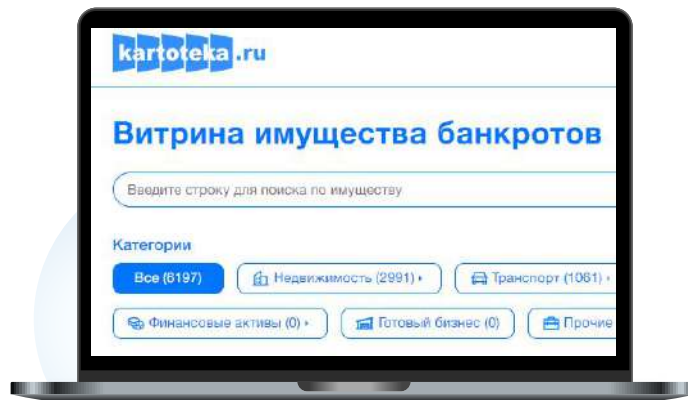 kartoteka.ru
Витрина имущества банкротов
Введите строку для поиска по имуществу
Категории
Все (6197) Недвижимость (2991) Транспорт (1061)
Финансовые активы (0) Готовый бизнес (0) Прочие